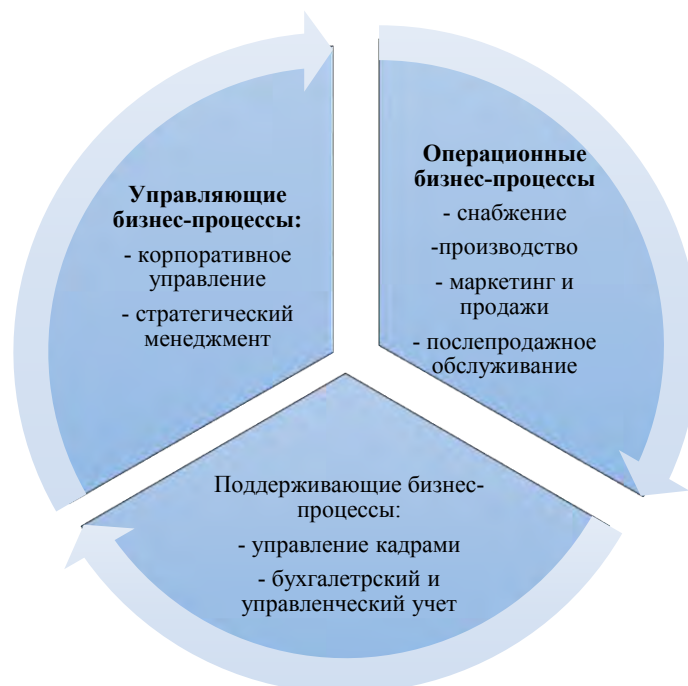 Управляющие
бизнес-процессы:
- корпоративное
управление
- стратегический
менеджмент
Операционные
бизнес-процессы
- снабжение
-производство
- маркетинг и
продажи
- послепродажное
обслуживание
Поддерживающие бизнес-
процессы:
- управление кадрами
- бухгалетрский и
управленческий учет